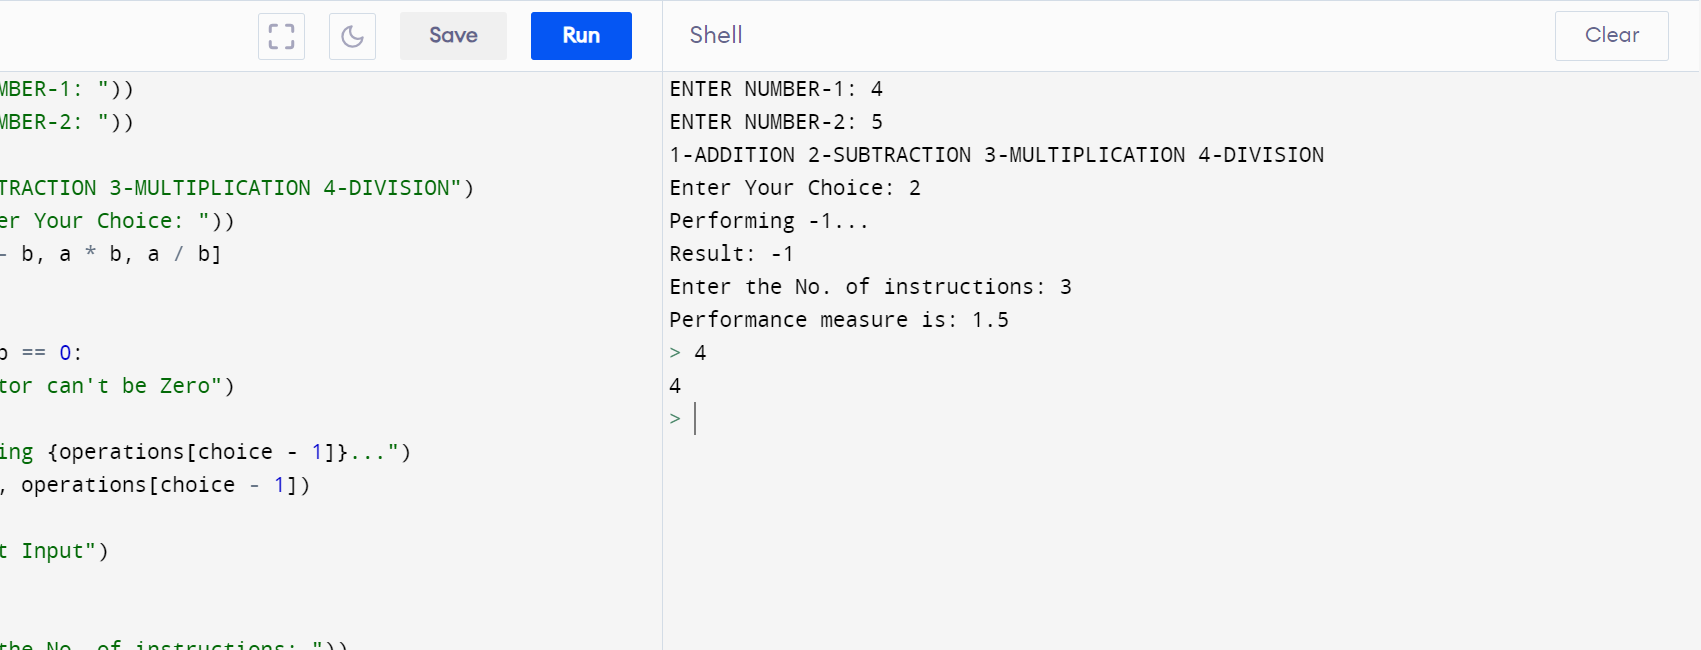 Save Run Shell Clear
MBER-1: "))
MBER-2: "))
TRACTION 3-MULTIPLICATION 4-DIVISION")
er Your Choice: "))
- b, a * b, a / b]
b == 0:
tor can't be Zero")
ing {operations[choice - 1]}...")
, operations[choice - 1])
t Input")
the No. of instructions: "))
ENTER NUMBER-1: 4
ENTER NUMBER-2: 5
1-ADDITION 2-SUBTRACTION 3-MULTIPLICATION 4-DIVISION
Enter Your Choice: 2
Performing -1...
Result: -1
Enter the No. of instructions: 3
Performance measure is: 1.5
> 4
4
>